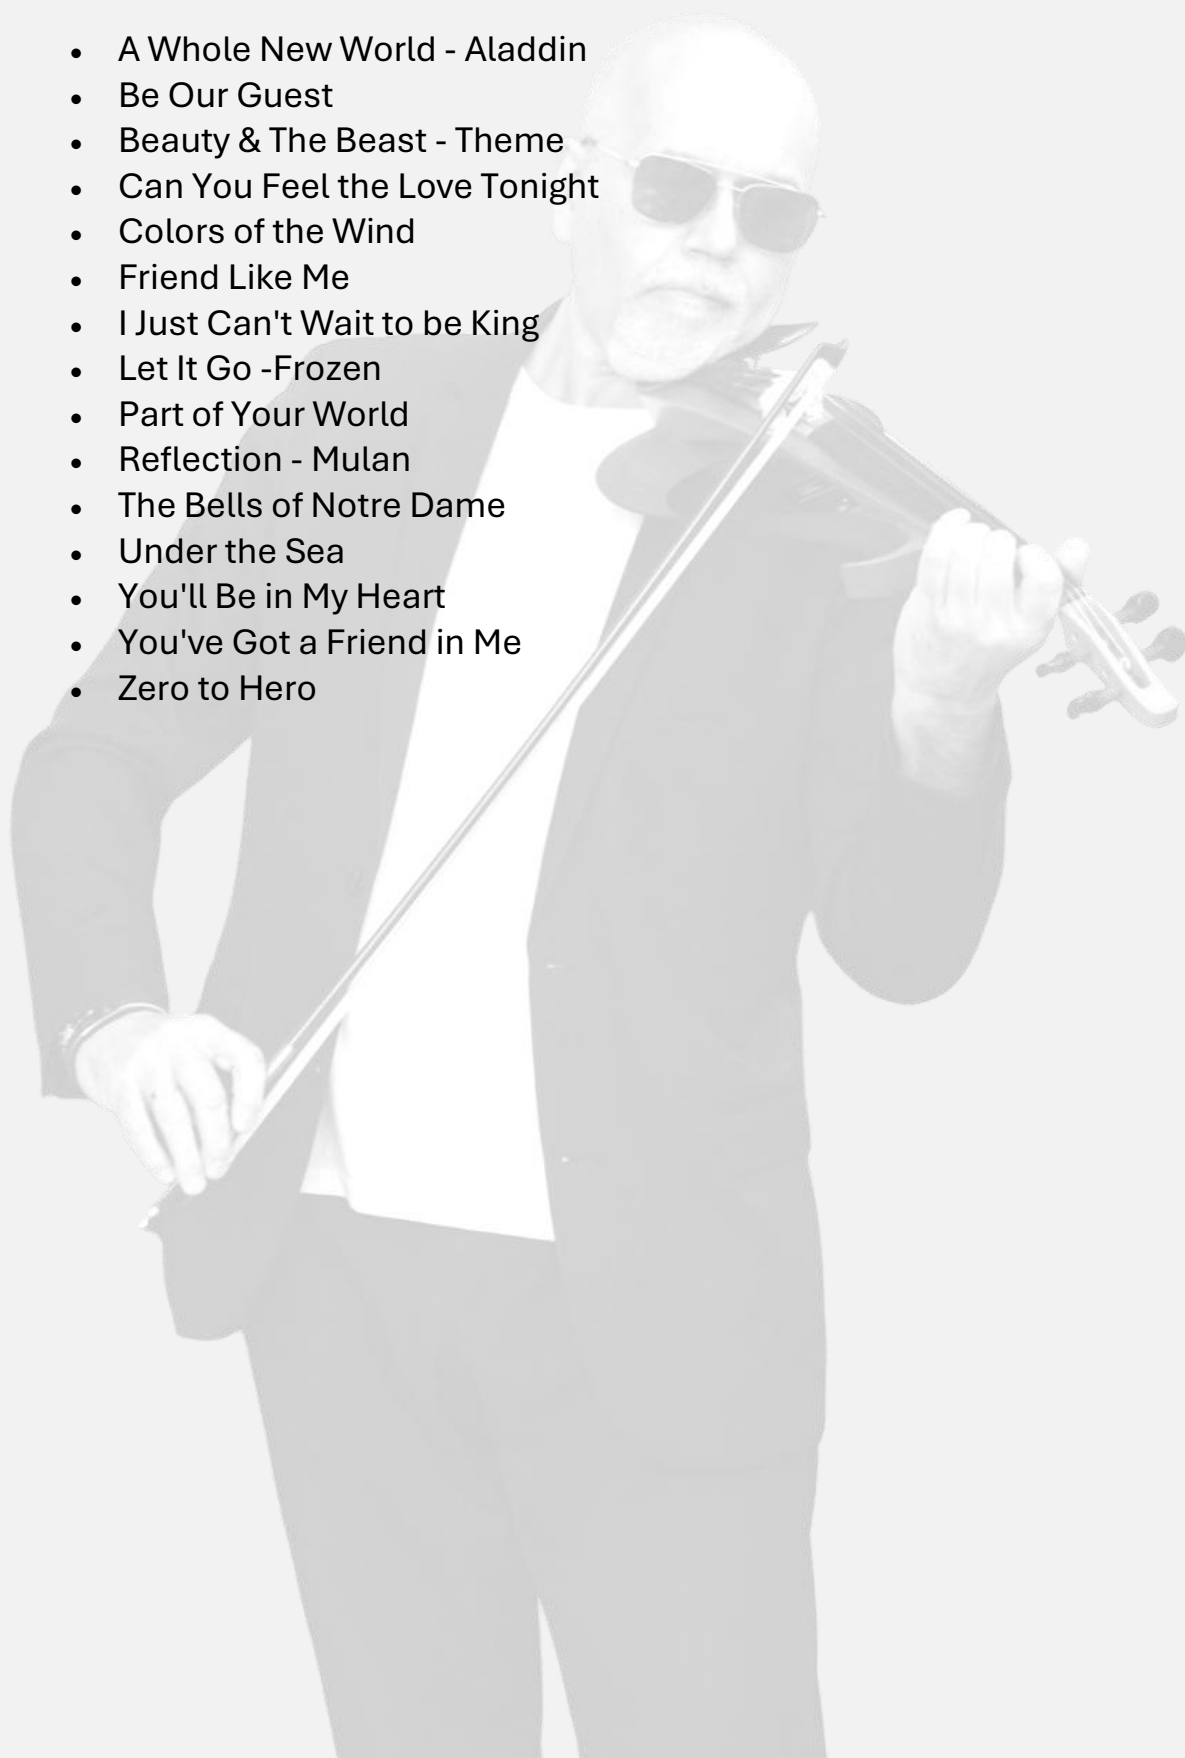 • A Whole New World - Aladdin
• Be Our Guest
• Beauty & The Beast - Theme
• Can You Feel the Love Tonight
• Colors of the Wind
• Friend Like Me
• I Just Can't Wait to be King
• Let It Go -Frozen
• Part of Your World
• Reflection - Mulan
• The Bells of Notre Dame
• Under the Sea
• You'll Be in My Heart
• You've Got a Friend in Me
• Zero to Hero